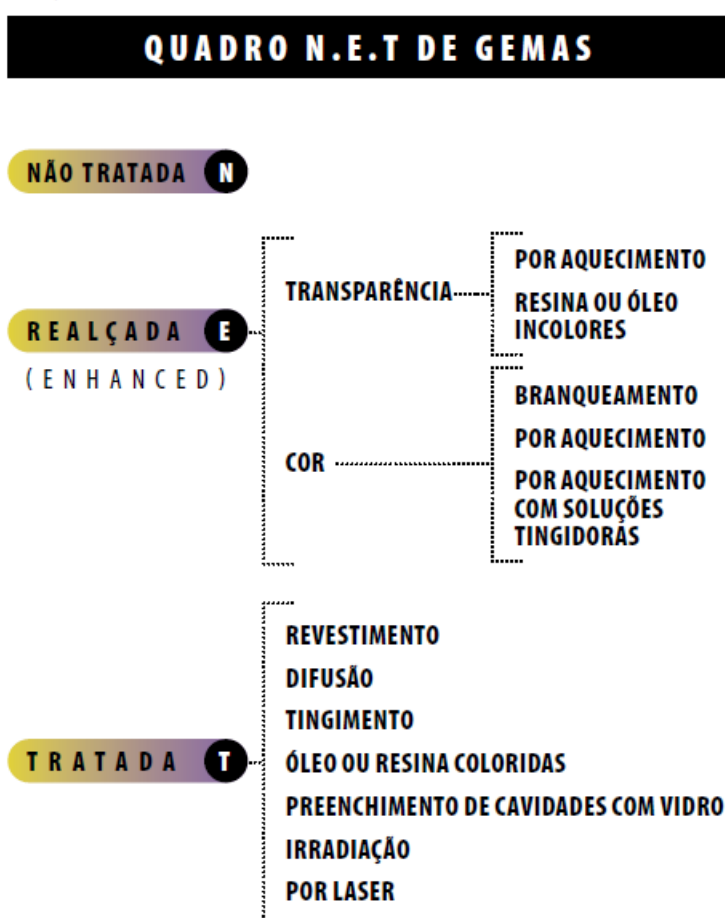 QUADRO N.E.T DE GEMAS
NÃO TRATADA N
REALÇADA E
(ENHANCED)
TRANSPARÊNCIA
POR AQUECIMENTO
RESINA OU ÓLEO
INCOLORES
COR
BRANQUEAMENTO
POR AQUECIMENTO
POR AQUECIMENTO
COM SOLUÇÕES
TINGIDORAS
TRATADA T
REVESTIMENTO
DIFUSÃO
TINGIMENTO
ÓLEO OU RESINA COLORIDAS
PREENCHIMENTO DE CAVIDADES COM VIDRO
IRRADIAÇÃO
POR LASER